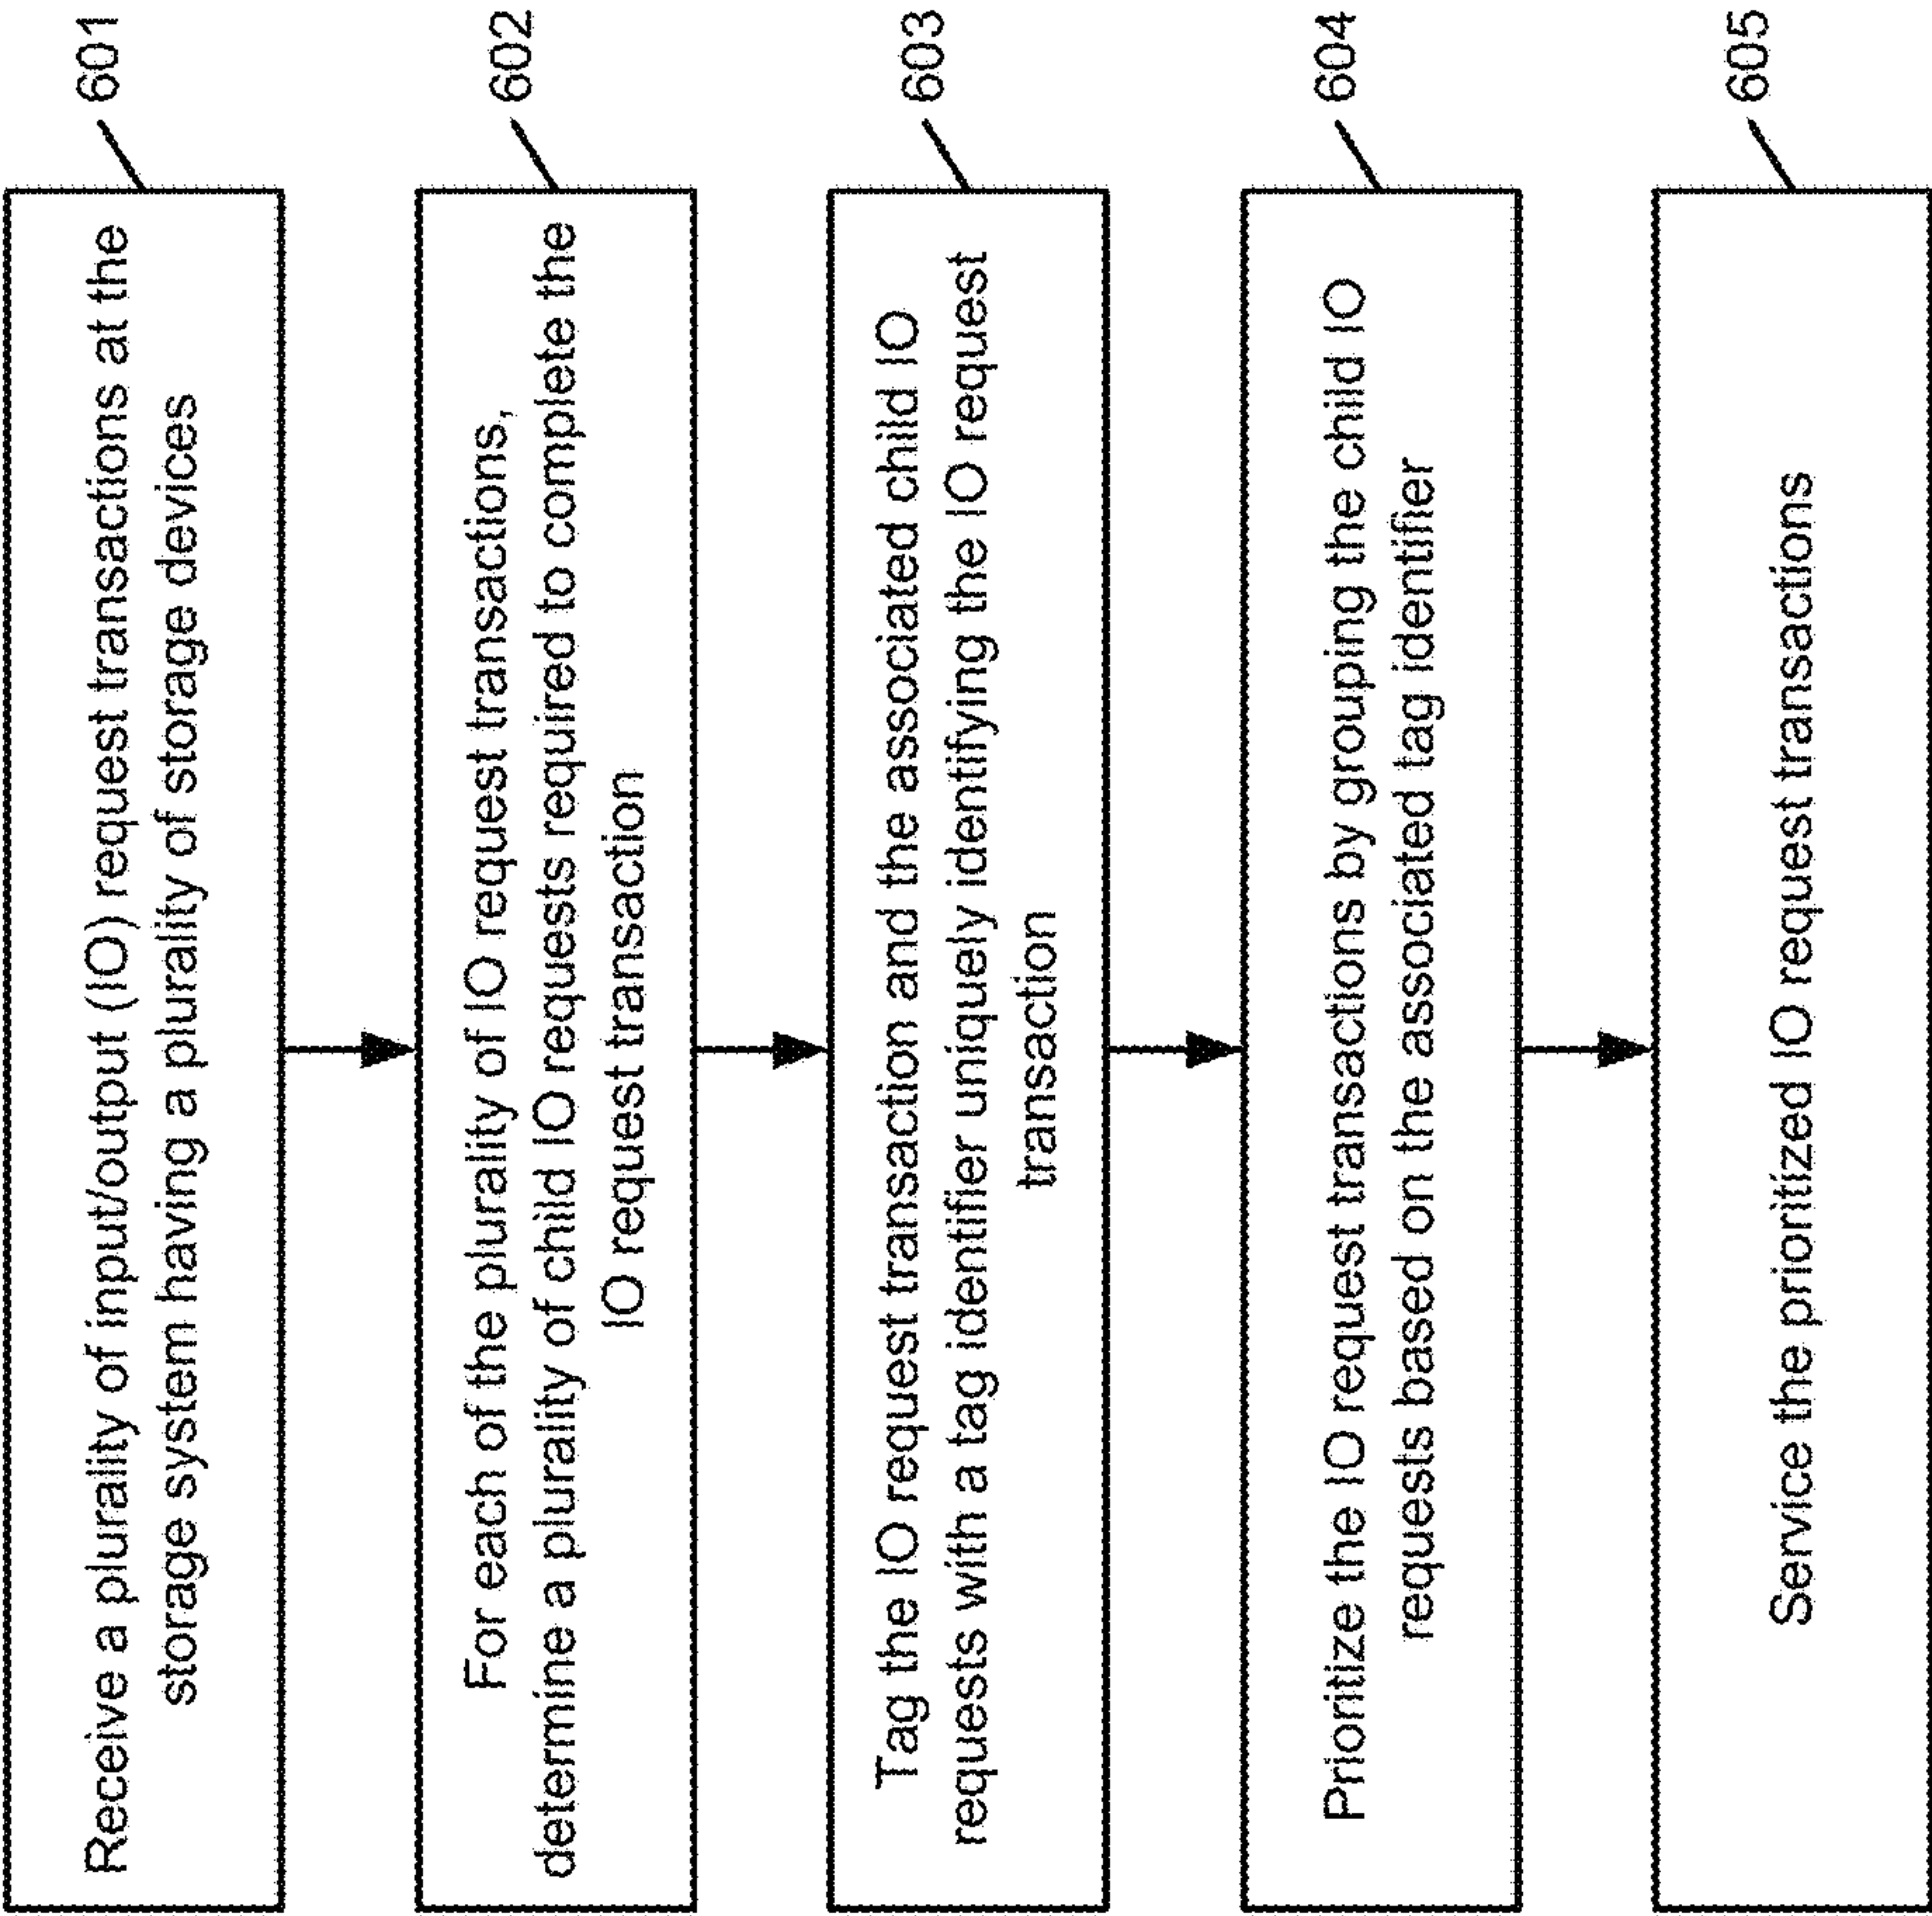 601
Receive a plurality of input/output (IO) request transactions at the
storage system having a plurality of storage devices
602
For each of the plurality of IO request transactions,
determine a plurality of child IO requests required to complete the
IO request transaction
603
Tag the IO request transaction and the associated child IO
requests with a tag identifier uniquely identifying the IO request
transaction
604
Prioritize the IO request transactions by grouping the child IO
requests based on the associated tag identifier
605
Service the prioritized IO request transactions